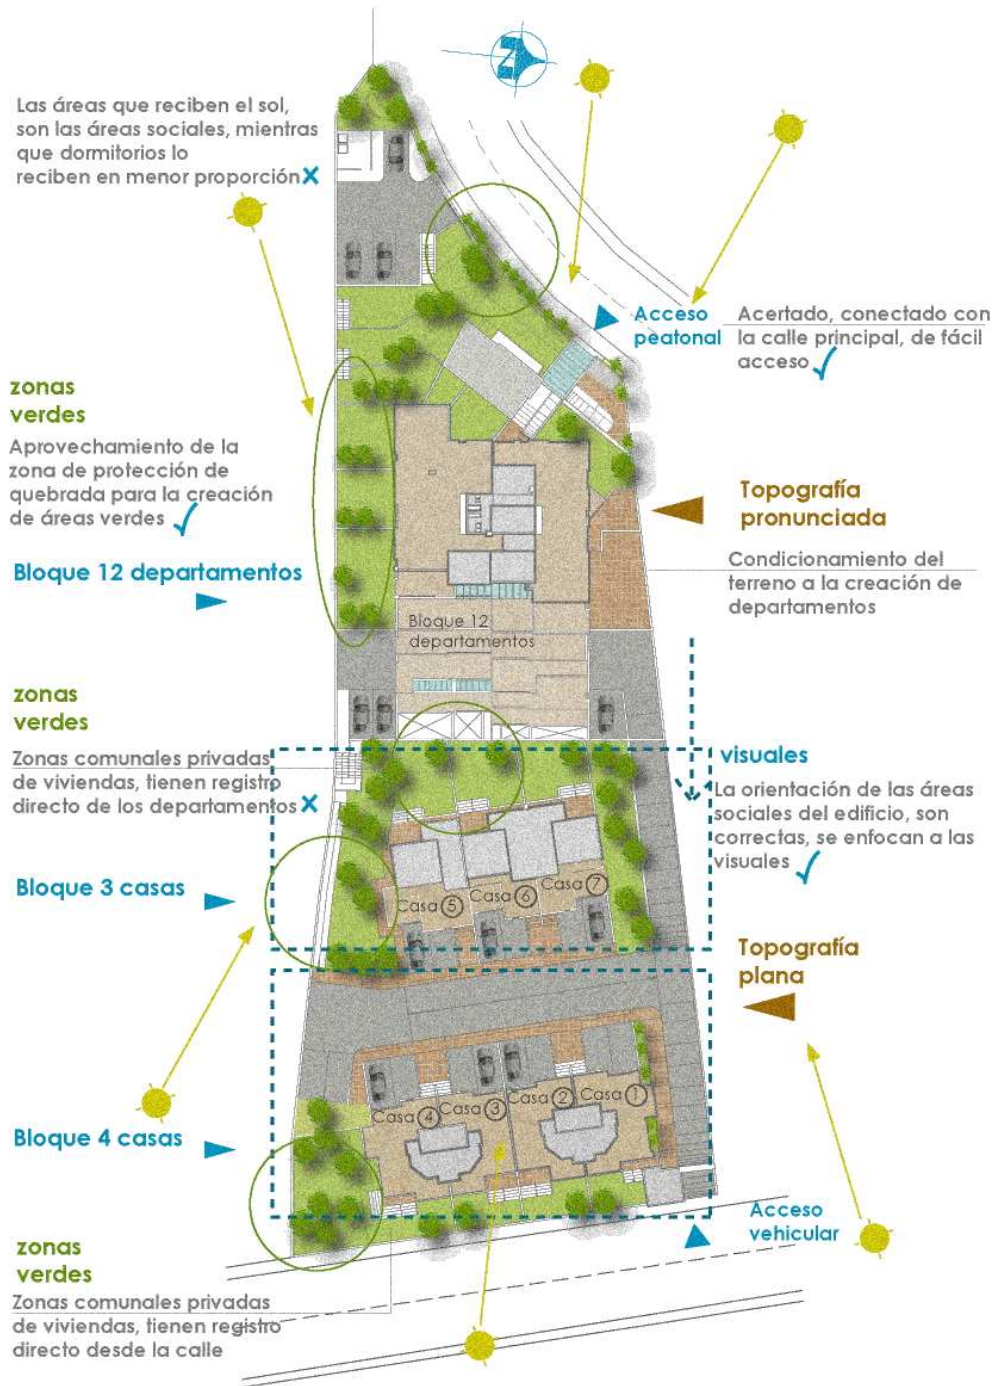 N
Las áreas que reciben el sol,
son las áreas sociales, mientras
que dormitorios lo
reciben en menor proporción
Acceso
peatonal
Acertado, conectado con
la calle principal, de fácil
acceso
zonas
verdes
Aprovechamiento de la
zona de protección de
quebrada para la creación
de áreas verdes
Topografía
pronunciada
Bloque 12 departamentos
Condicionamiento del
terreno a la creación de
departamentos
Bloque 12
departamentos
zonas
verdes
Zonas comunales privadas
de viviendas, tienen registro
directo de los departamentos
visuales
La orientación de las áreas
sociales del edificio, son
correctas, se enfocan a las
visuales
Bloque 3 casas
Casa 5
Casa 6
Casa 7
Topografía
plana
Casa 4
Casa 3
Casa 2
Casa 1
Bloque 4 casas
Acceso
vehicular
zonas
verdes
Zonas comunales privadas
de viviendas, tienen registro
directo desde la calle